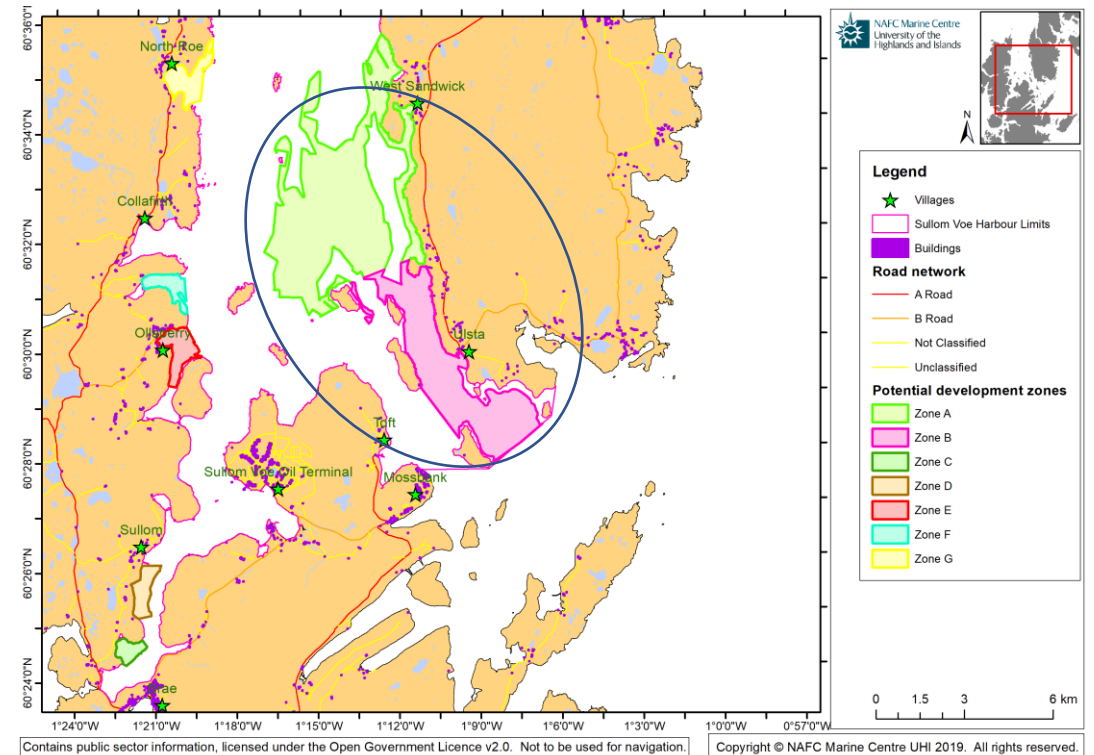 NAFC Marine Centre
University of the
Highlands and Islands
N
60°36'0"N
60°34'0"N
60°32'0"N
60°30'0"N
60°28'0"N
60°26'0"N
60°24'0"N
North Roe
West Sandwick
Collafirth
Ollaberry
Ulsta
Toft
Sullom Voe Oil Terminal
Mossbank
Sullom
Brae
1°24'0"W
1°21'0"W
1°18'0"W
1°15'0"W
1°12'0"W
1°9'0"W
1°6'0"W
1°3'0"W
1°0'0"W
0°57'0"W
Legend
Villages
Sullom Voe Harbour Limits
Buildings
Road network
A Road
B Road
Not Classified
Unclassified
Potential development zones
Zone A
Zone B
Zone C
Zone D
Zone E
Zone F
Zone G
0 1.5 3 6 km
Contains public sector information, licensed under the Open Government Licence v2.0. Not to be used for navigation.
Copyright © NAFC Marine Centre UHI 2019. All rights reserved.